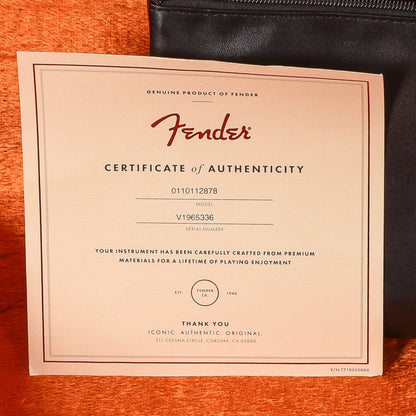 GENUINE PRODUCT OF FENDER
Fender
CERTIFICATE of AUTHENTICITY
0110112878
MODEL
V1965336
SERIAL NUMBER
YOUR INSTRUMENT HAS BEEN CAREFULLY CRAFTED FROM PREMIUM
MATERIALS FOR A LIFETIME OF PLAYING ENJOYMENT
EST. FENDER CA. 1946
THANK YOU
ICONIC. AUTHENTIC. ORIGINAL.
311 CESSNA CIRCLE, CORONA, CA 92880
P/N 7710550000